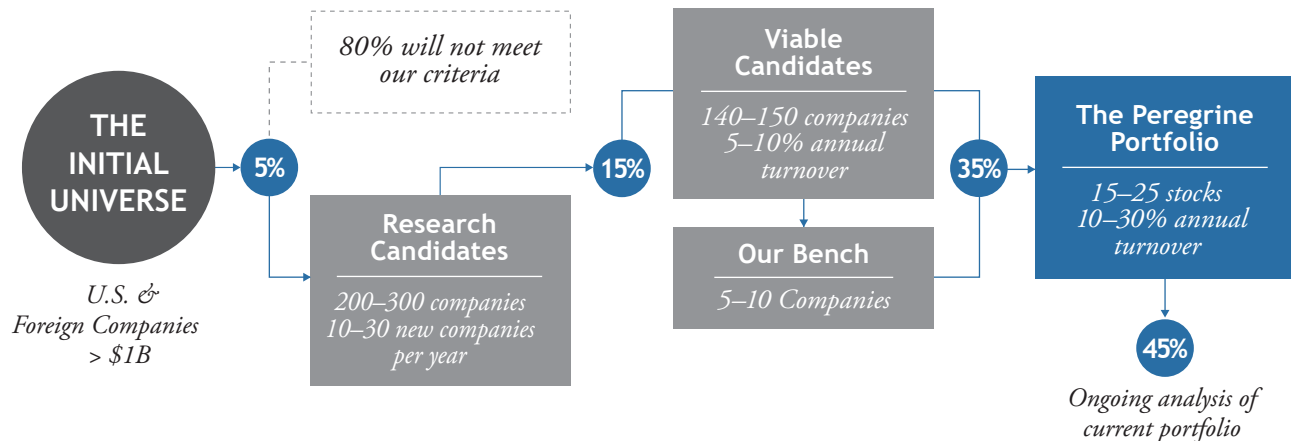 THE
INITIAL
UNIVERSE
U.S. &
Foreign Companies
> $1B
5%
80% will not meet
our criteria
Research
Candidates
200–300 companies
10–30 new companies
per year
15%
Viable
Candidates
140–150 companies
5–10% annual
turnover
Our Bench
5–10 Companies
35%
The Peregrine
Portfolio
15–25 stocks
10–30% annual
turnover
45%
Ongoing analysis of
current portfolio